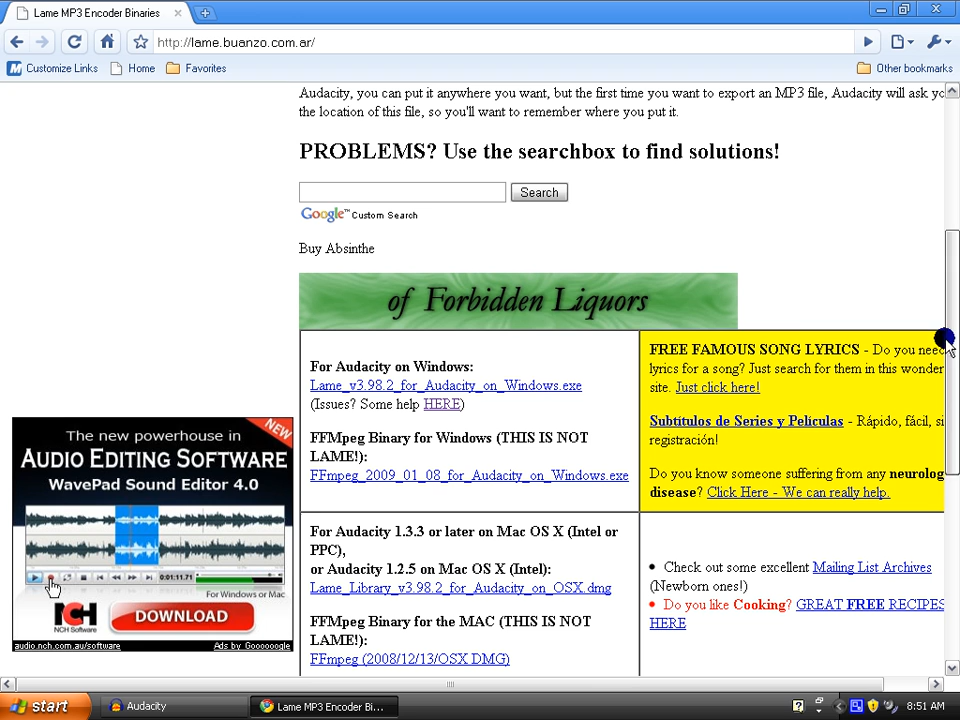 Lame MP3 Encoder Binaries
http://lame.buanzo.com.ar/
Customize Links
Home
Favorites
Other bookmarks
Audacity, you can put it anywhere you want, but the first time you want to export an MP3 file, Audacity will ask yo
the location of this file, so you'll want to remember where you put it.
PROBLEMS? Use the searchbox to find solutions!
Search
Google™ Custom Search
Buy Absinthe
of Forbidden Liquors
For Audacity on Windows:
Lame_v3.98.2_for_Audacity_on_Windows.exe
(Issues? Some help HERE)
FFMpeg Binary for Windows (THIS IS NOT
LAME!):
FFmpeg_2009_01_08_for_Audacity_on_Windows.exe
FREE FAMOUS SONG LYRICS - Do you need
lyrics for a song? Just search for them in this wonder
site. Just click here!
Subtítulos de Series y Películas - Rápido, fácil, si
registración!
Do you know someone suffering from any neurolog
disease? Click Here - We can really help.
For Audacity 1.3.3 or later on Mac OS X (Intel or
PPC),
or Audacity 1.2.5 on Mac OS X (Intel):
Lame_Library_v3.98.2_for_Audacity_on_OSX.dmg
FFMpeg Binary for the MAC (THIS IS NOT
LAME!):
FFmpeg (2008/12/13/OSX DMG)
• Check out some excellent Mailing List Archives
(Newborn ones!)
• Do you like Cooking? GREAT FREE RECIPES
HERE
NEW
The new powerhouse in
AUDIO EDITING SOFTWARE
WavePad Sound Editor 4.0
0:01:11.71
For Windows or Mac
NCH
NCH Software
DOWNLOAD
audio.nch.com.au/software
Ads by Goooooogle
start
Audacity
Lame MP3 Encoder Bi...
8:51 AM